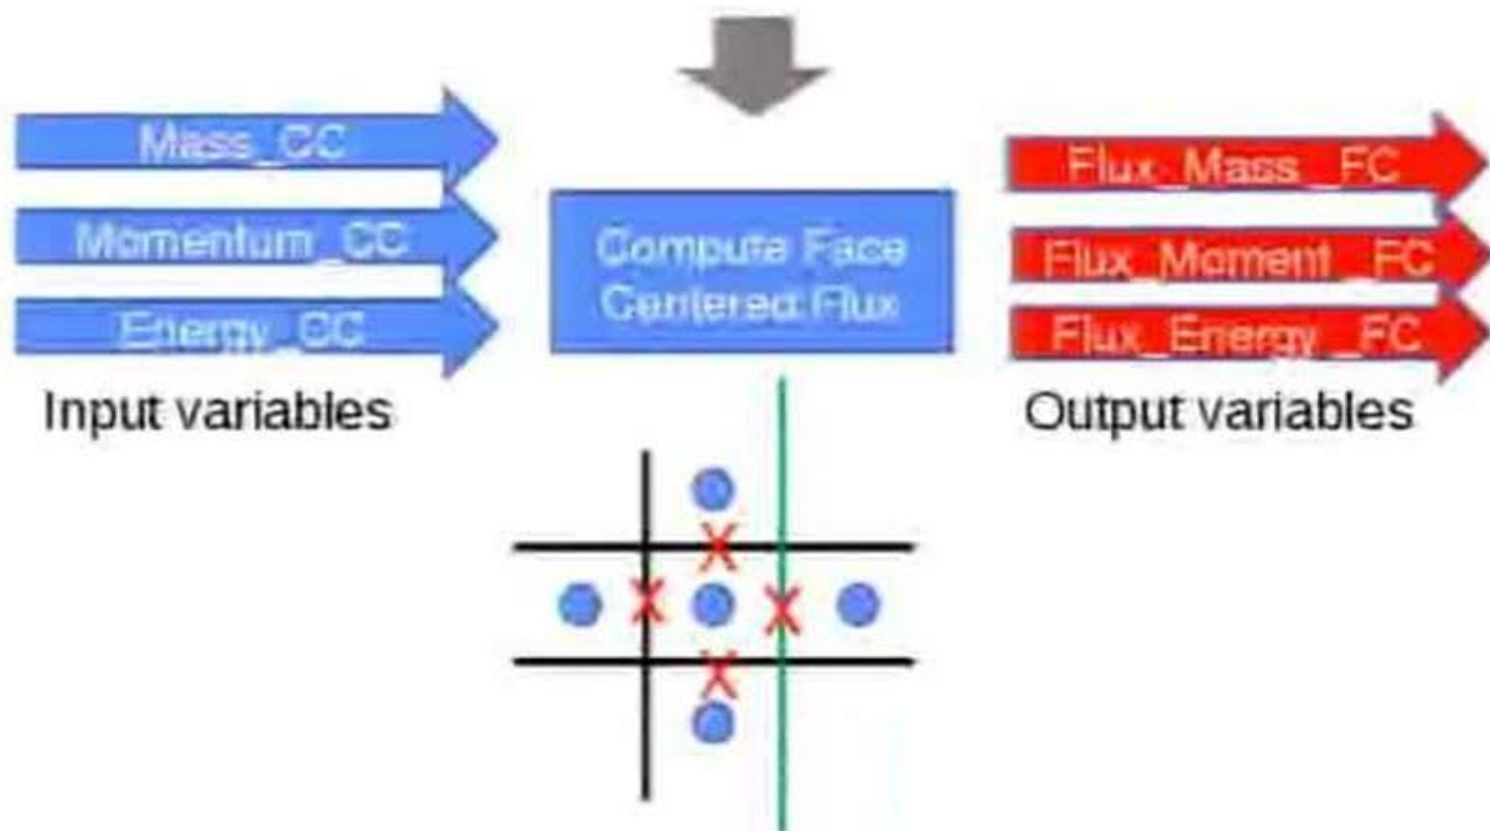 Mass_CC
Momentum_CC
Energy_CC
Input variables
Compute Face
Centered Flux
Flux_Mass_FC
Flux_Moment_FC
Flux_Energy_FC
Output variables